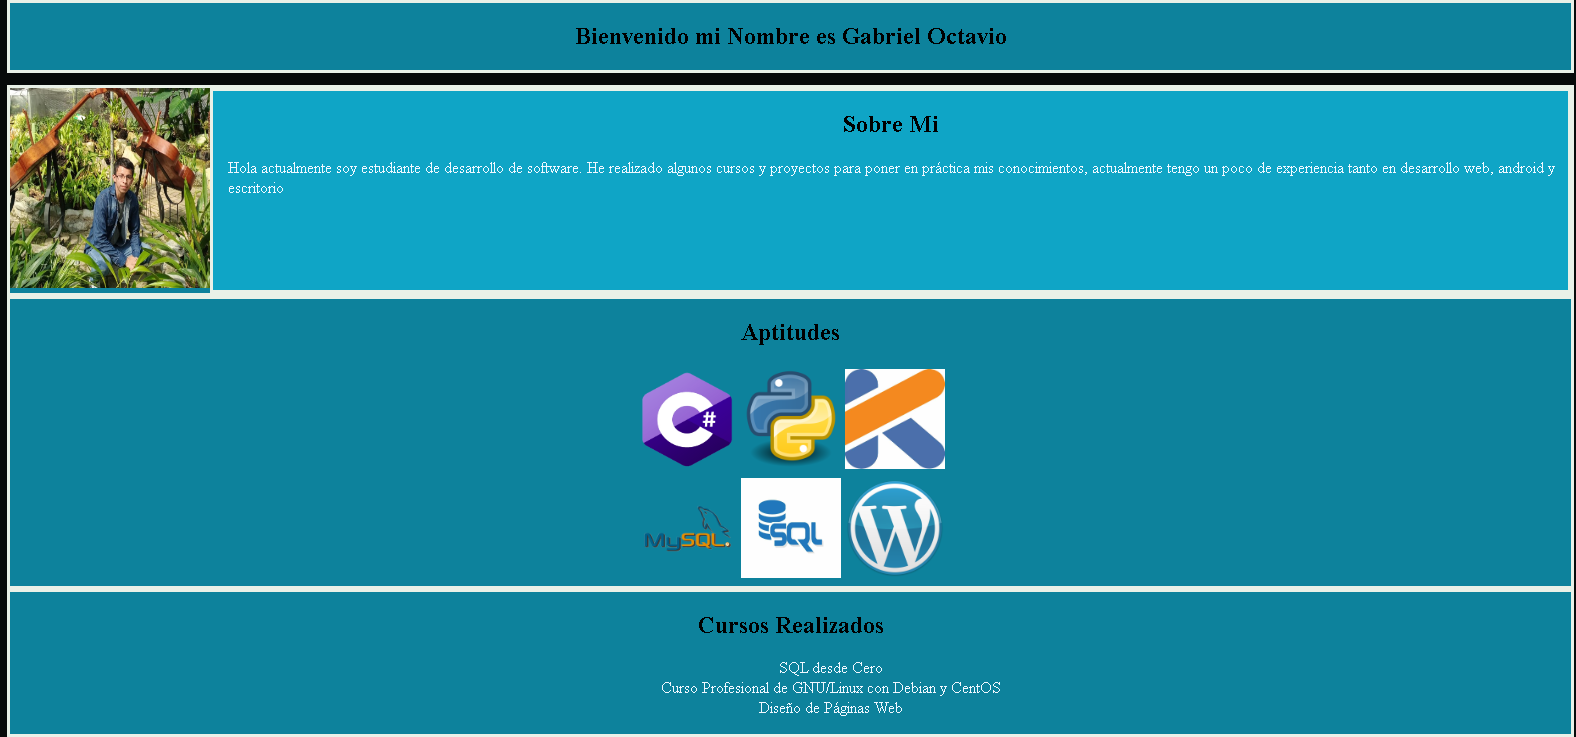 Bienvenido mi Nombre es Gabriel Octavio
Sobre Mi
Hola actualmente soy estudiante de desarrollo de software. He realizado algunos cursos y proyectos para poner en práctica mis conocimientos, actualmente tengo un poco de experiencia tanto en desarrollo web, android y
escritorio
Aptitudes
C#
MySQL.
SQL
W
Cursos Realizados
SQL desde Cero
Curso Profesional de GNU/Linux con Debian y CentOS
Diseño de Páginas Web